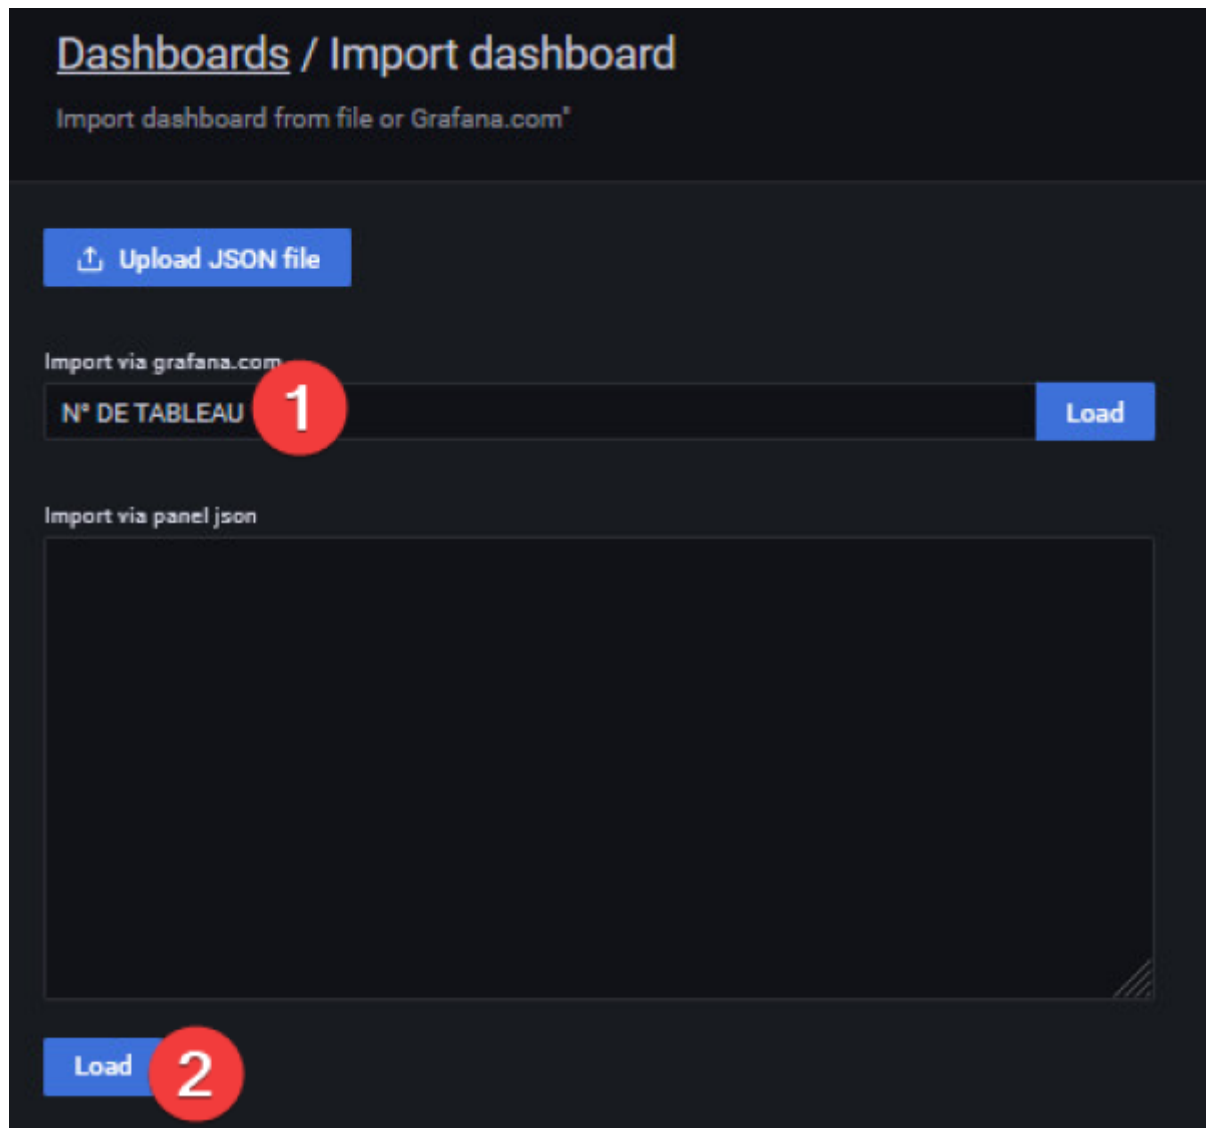 Dashboards / Import dashboard
Import dashboard from file or Grafana.com"
Upload JSON file
Import via grafana.com
N° DE TABLEAU 1 Load
Import via panel json
Load 2